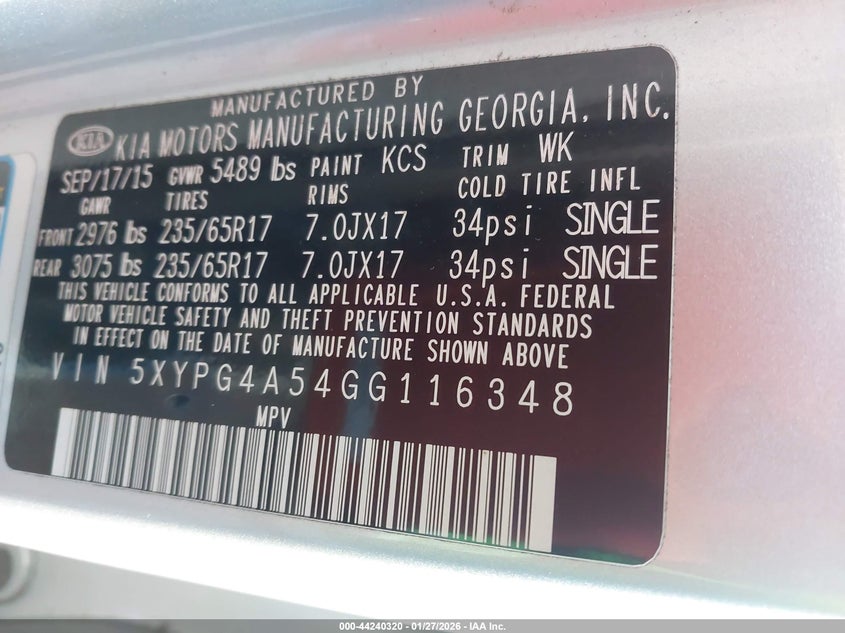 MANUFACTURED BY
KIA KIA MOTORS MANUFACTURING GEORGIA, INC.
SEP/17/15 GVWR 5489 lbs PAINT KCS TRIM WK
GAWR TIRES RIMS COLD TIRE INFL
FRONT 2976 lbs 235/65R17 7.0JX17 34psi SINGLE
REAR 3075 lbs 235/65R17 7.0JX17 34psi SINGLE
THIS VEHICLE CONFORMS TO ALL APPLICABLE U.S.A. FEDERAL
MOTOR VEHICLE SAFETY AND THEFT PREVENTION STANDARDS
IN EFFECT ON THE DATE OF MANUFACTURE SHOWN ABOVE
VIN 5XYPG4A54GG116348
MPV
000-44240320 - 01/27/2026 - IAA Inc.